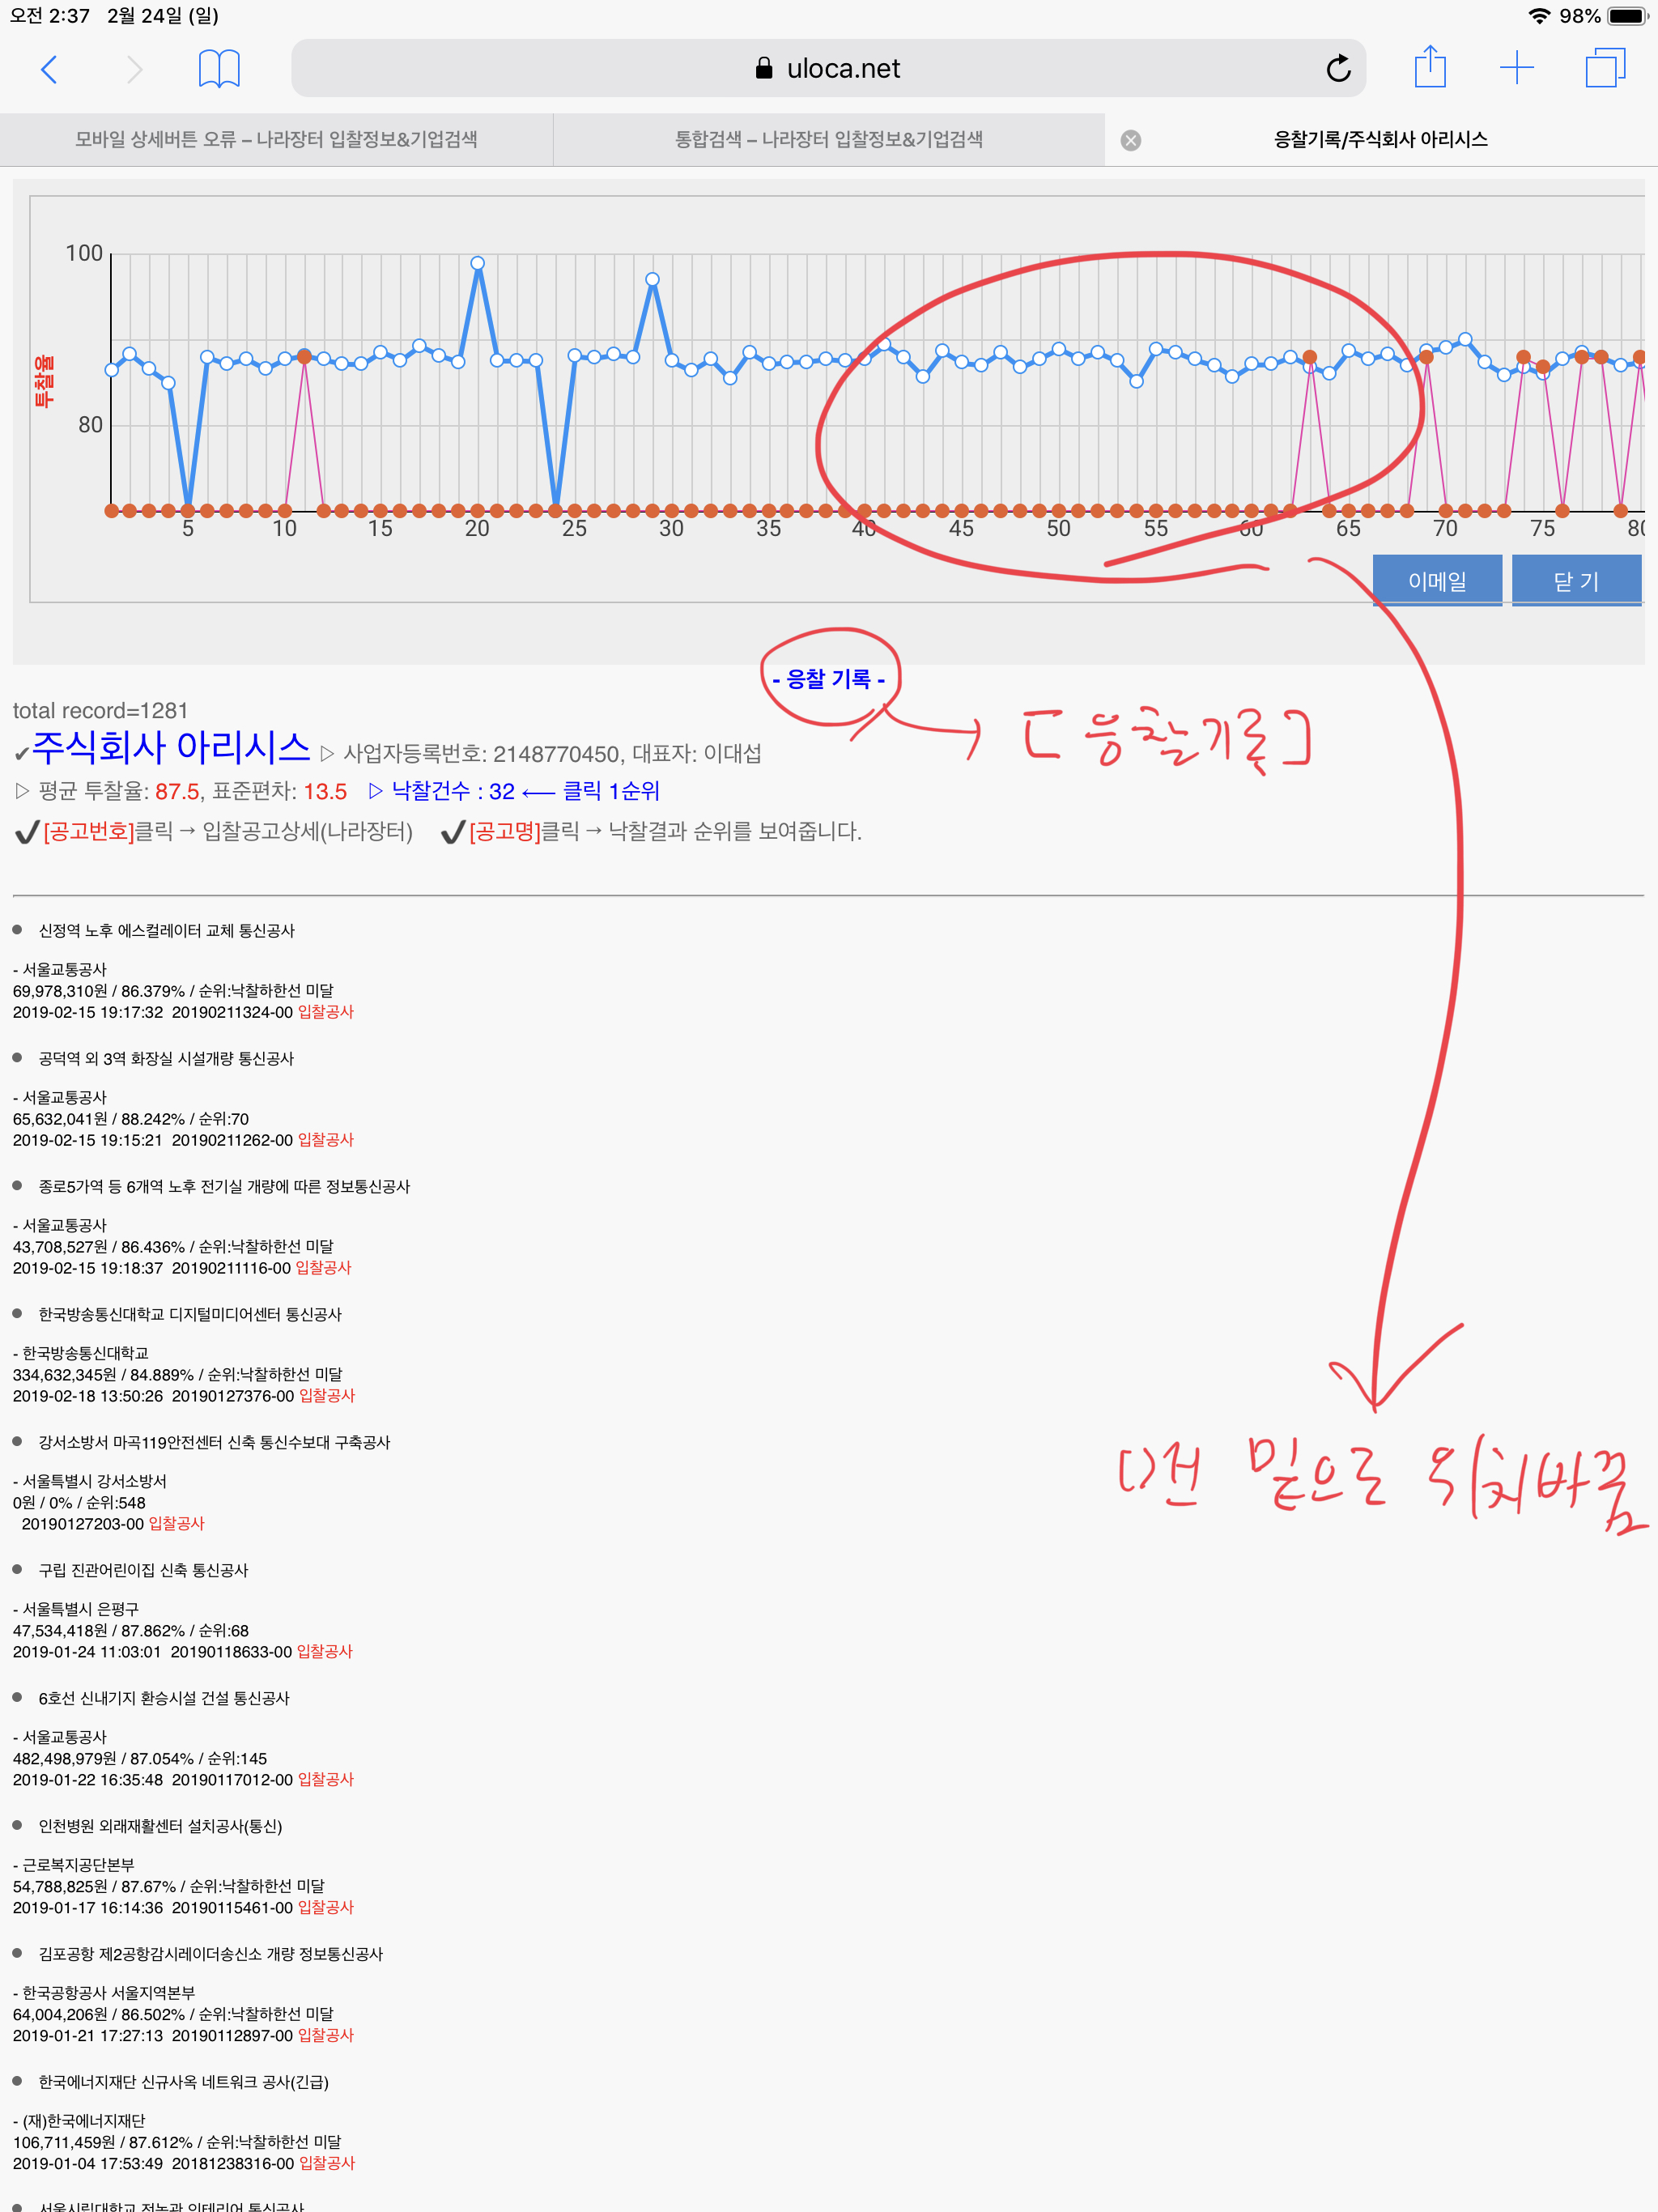 오전 2:37 2월 24일 (일) 98%
uloca.net
모바일 상세버튼 오류 – 나라장터 입찰정보&기업검색
통합검색 – 나라장터 입찰정보&기업검색
응찰기록/주식회사 아리시스
100
80
투찰율
5 10 15 20 25 30 35 40 45 50 55 60 65 70 75 80
이메일 닫 기
- 응찰 기록 -
[ 응찰기록 ]
total record=1281
✔주식회사 아리시스 ▷ 사업자등록번호: 2148770450, 대표자: 이대섭
▷ 평균 투찰율: 87.5, 표준편차: 13.5 ▷ 낙찰건수 : 32 ⟵ 클릭 1순위
✔[공고번호]클릭 → 입찰공고상세(나라장터) ✔[공고명]클릭 → 낙찰결과 순위를 보여줍니다.
● 신정역 노후 에스컬레이터 교체 통신공사
- 서울교통공사
69,978,310원 / 86.379% / 순위:낙찰하한선 미달
2019-02-15 19:17:32 20190211324-00 입찰공사
● 공덕역 외 3역 화장실 시설개량 통신공사
- 서울교통공사
65,632,041원 / 88.242% / 순위:70
2019-02-15 19:15:21 20190211262-00 입찰공사
● 종로5가역 등 6개역 노후 전기실 개량에 따른 정보통신공사
- 서울교통공사
43,708,527원 / 86.436% / 순위:낙찰하한선 미달
2019-02-15 19:18:37 20190211116-00 입찰공사
● 한국방송통신대학교 디지털미디어센터 통신공사
- 한국방송통신대학교
334,632,345원 / 84.889% / 순위:낙찰하한선 미달
2019-02-18 13:50:26 20190127376-00 입찰공사
● 강서소방서 마곡119안전센터 신축 통신수보대 구축공사
- 서울특별시 강서소방서
0원 / 0% / 순위:548
20190127203-00 입찰공사
밑으로 위치바꿈
● 구립 진관어린이집 신축 통신공사
- 서울특별시 은평구
47,534,418원 / 87.862% / 순위:68
2019-01-24 11:03:01 20190118633-00 입찰공사
● 6호선 신내기지 환승시설 건설 통신공사
- 서울교통공사
482,498,979원 / 87.054% / 순위:145
2019-01-22 16:35:48 20190117012-00 입찰공사
● 인천병원 외래재활센터 설치공사(통신)
- 근로복지공단본부
54,788,825원 / 87.67% / 순위:낙찰하한선 미달
2019-01-17 16:14:36 20190115461-00 입찰공사
● 김포공항 제2공항감시레이더송신소 개량 정보통신공사
- 한국공항공사 서울지역본부
64,004,206원 / 86.502% / 순위:낙찰하한선 미달
2019-01-21 17:27:13 20190112897-00 입찰공사
● 한국에너지재단 신규사옥 네트워크 공사(긴급)
- (재)한국에너지재단
106,711,459원 / 87.612% / 순위:낙찰하한선 미달
2019-01-04 17:53:49 20181238316-00 입찰공사
● 서울시립대학교 전농관 인테리어 통신공사